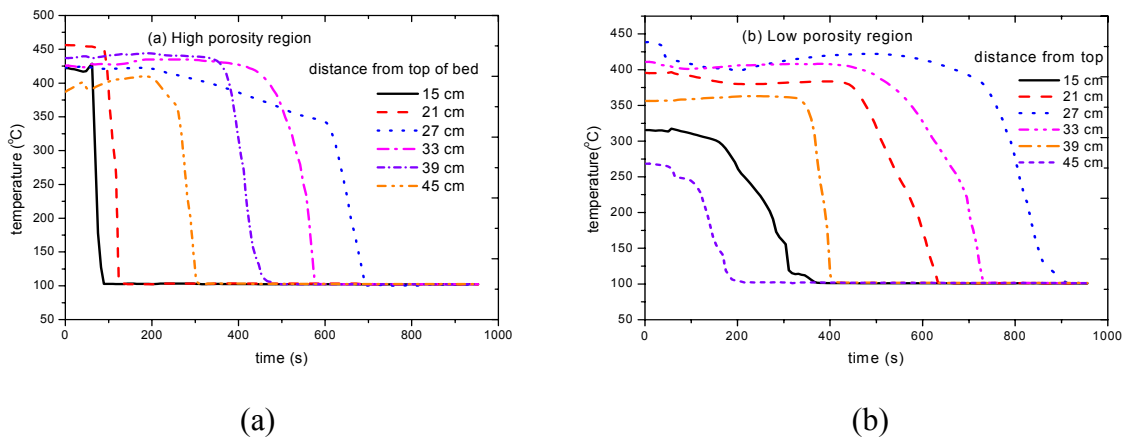 (a) High porosity region
distance from top of bed
15 cm
21 cm
27 cm
33 cm
39 cm
45 cm
temperature (°C)
500
450
400
350
300
250
200
150
100
50
0 200 400 600 800 1000
time (s)
(a)
(b) Low porosity region
distance from top
15 cm
21 cm
27 cm
33 cm
39 cm
45 cm
temperature(°C)
450
400
350
300
250
200
150
100
50
0 200 400 600 800 1000
time (s)
(b)